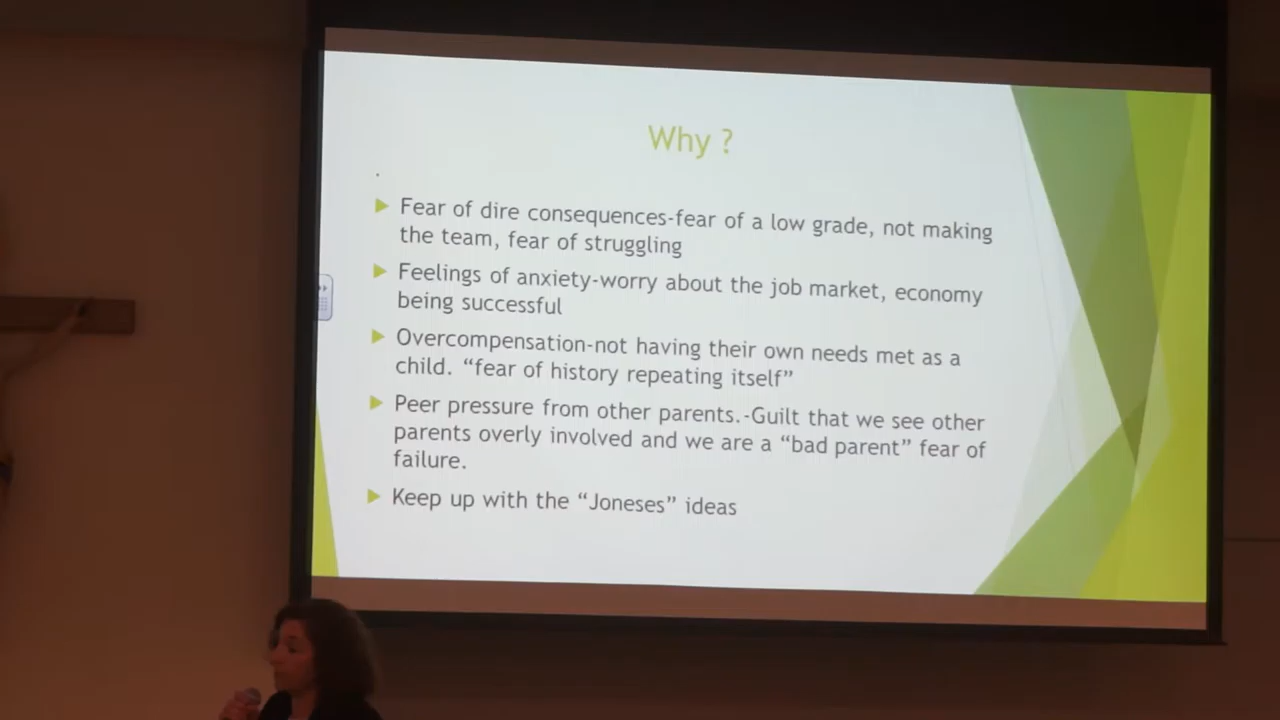 Why ?
.
Fear of dire consequences-fear of a low grade, not making
the team, fear of struggling
Feelings of anxiety-worry about the job market, economy
being successful
Overcompensation-not having their own needs met as a
child. “fear of history repeating itself”
Peer pressure from other parents.-Guilt that we see other
parents overly involved and we are a “bad parent” fear of
failure.
Keep up with the “Joneses” ideas